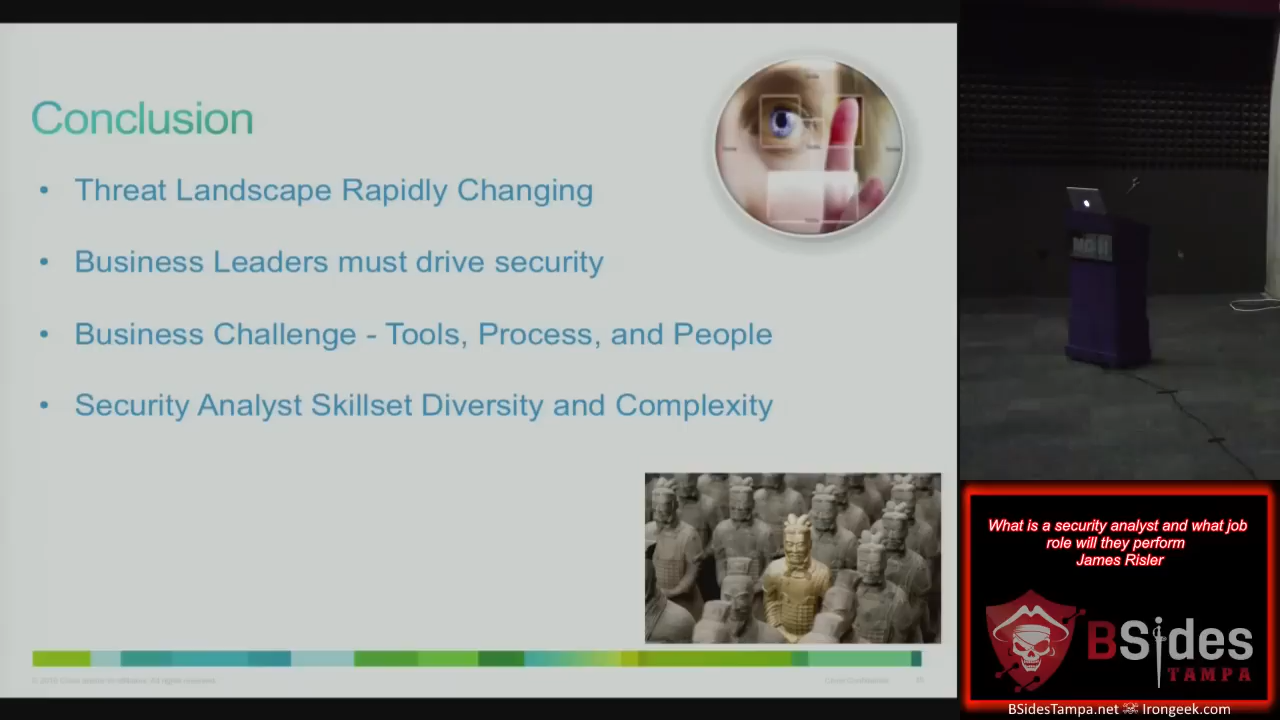 Conclusion
• Threat Landscape Rapidly Changing
• Business Leaders must drive security
• Business Challenge - Tools, Process, and People
• Security Analyst Skillset Diversity and Complexity
What is a security analyst and what job
role will they perform
James Risler
BSides
TAMPA
BSidesTampa.net Irongeek.com